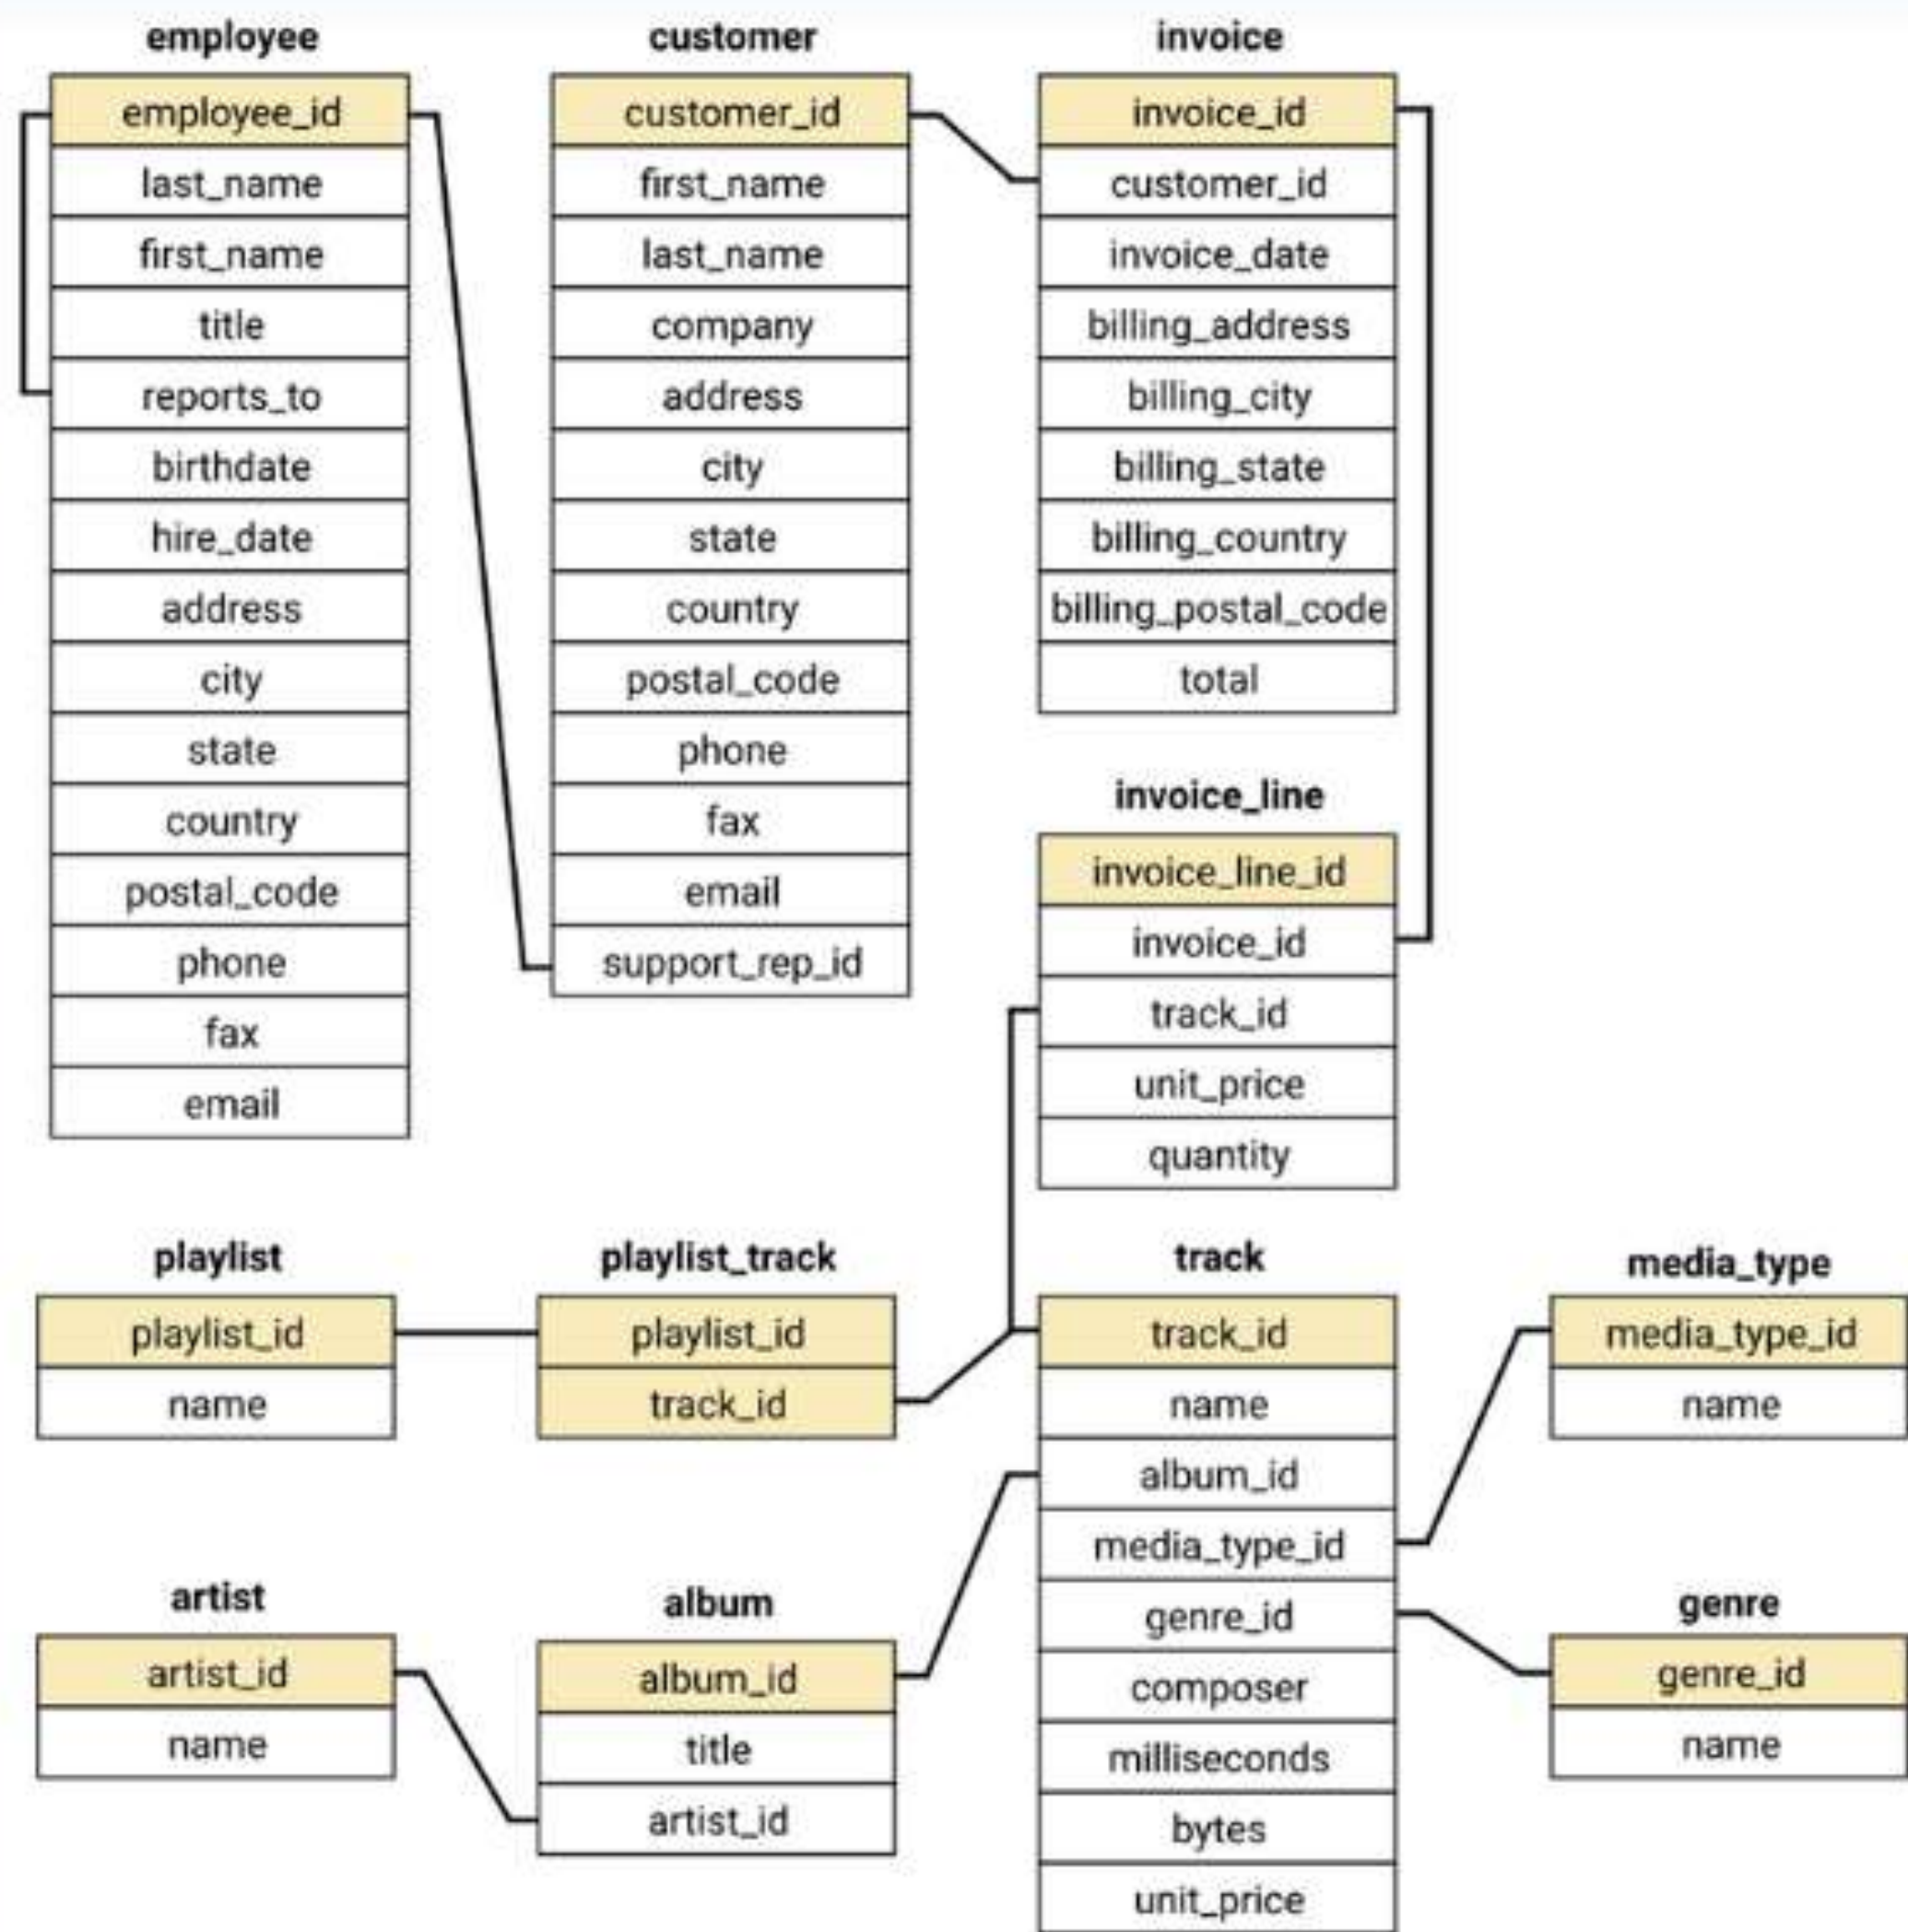 employee
employee_id
last_name
first_name
title
reports_to
birthdate
hire_date
address
city
state
country
postal_code
phone
fax
email
customer
customer_id
first_name
last_name
company
address
city
state
country
postal_code
phone
fax
email
support_rep_id
invoice
invoice_id
customer_id
invoice_date
billing_address
billing_city
billing_state
billing_country
billing_postal_code
total
invoice_line
invoice_line_id
invoice_id
track_id
unit_price
quantity
playlist
playlist_id
name
playlist_track
playlist_id
track_id
track
track_id
name
album_id
media_type_id
genre_id
composer
milliseconds
bytes
unit_price
media_type
media_type_id
name
artist
artist_id
name
album
album_id
title
artist_id
genre
genre_id
name